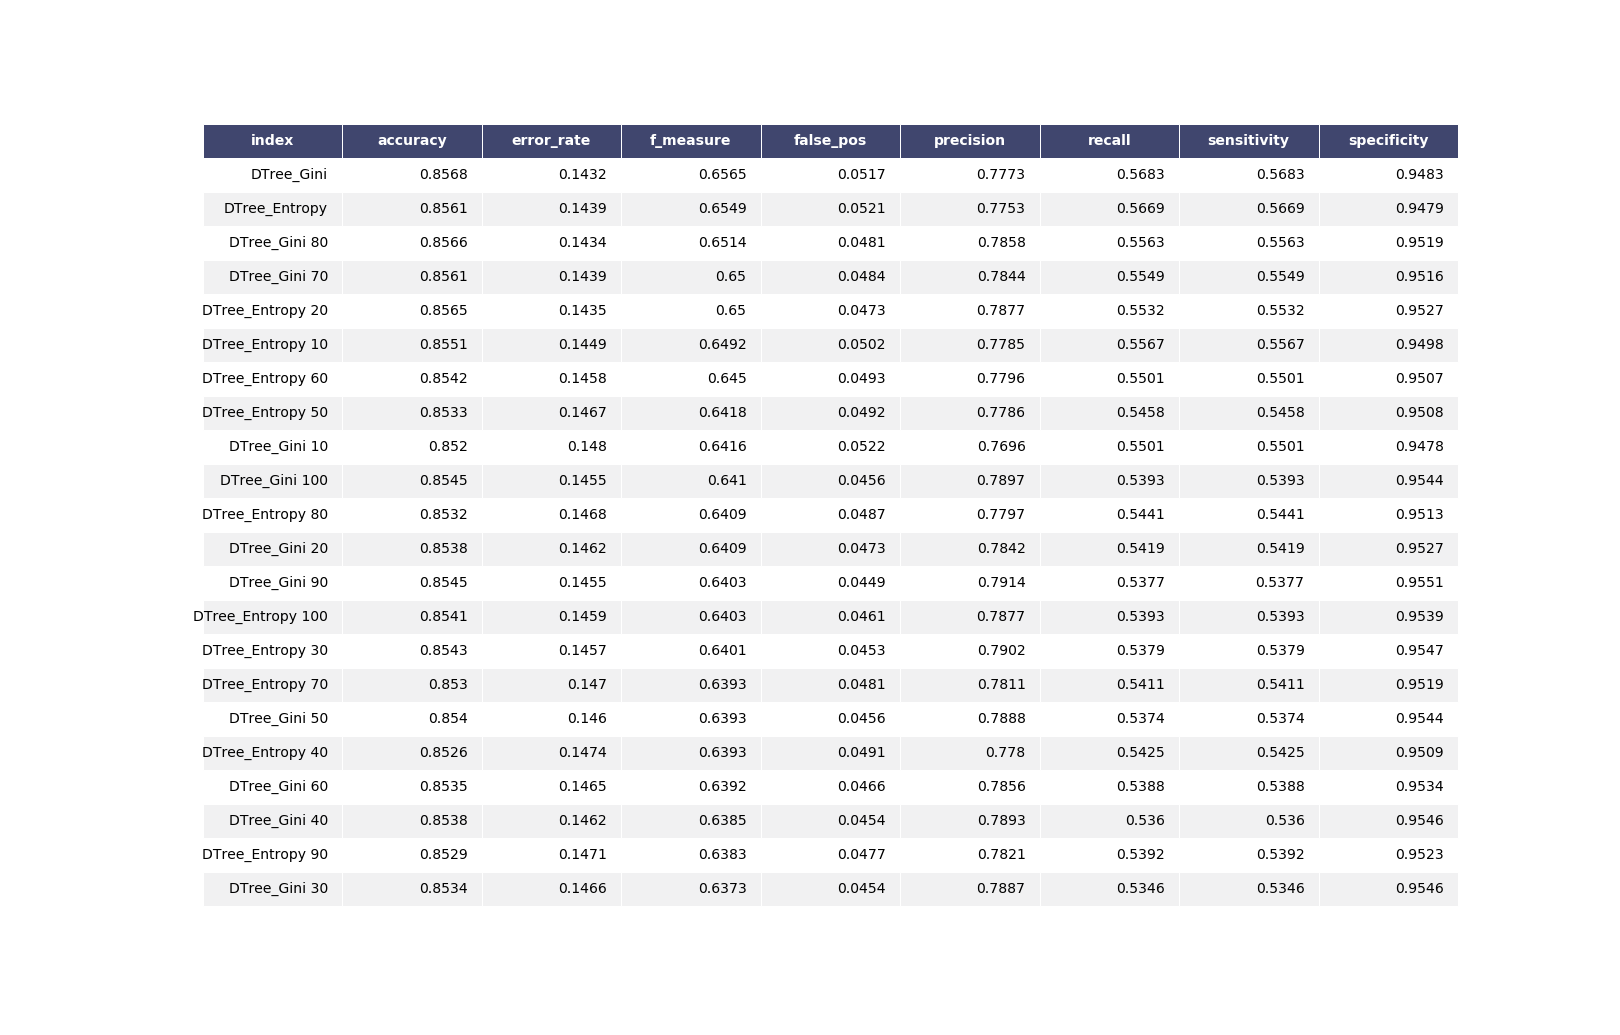 index accuracy error_rate f_measure false_pos precision recall sensitivity specificity
DTree_Gini 0.8568 0.1432 0.6565 0.0517 0.7773 0.5683 0.5683 0.9483
DTree_Entropy 0.8561 0.1439 0.6549 0.0521 0.7753 0.5669 0.5669 0.9479
DTree_Gini 80 0.8566 0.1434 0.6514 0.0481 0.7858 0.5563 0.5563 0.9519
DTree_Gini 70 0.8561 0.1439 0.65 0.0484 0.7844 0.5549 0.5549 0.9516
DTree_Entropy 20 0.8565 0.1435 0.65 0.0473 0.7877 0.5532 0.5532 0.9527
DTree_Entropy 10 0.8551 0.1449 0.6492 0.0502 0.7785 0.5567 0.5567 0.9498
DTree_Entropy 60 0.8542 0.1458 0.645 0.0493 0.7796 0.5501 0.5501 0.9507
DTree_Entropy 50 0.8533 0.1467 0.6418 0.0492 0.7786 0.5458 0.5458 0.9508
DTree_Gini 10 0.852 0.148 0.6416 0.0522 0.7696 0.5501 0.5501 0.9478
DTree_Gini 100 0.8545 0.1455 0.641 0.0456 0.7897 0.5393 0.5393 0.9544
DTree_Entropy 80 0.8532 0.1468 0.6409 0.0487 0.7797 0.5441 0.5441 0.9513
DTree_Gini 20 0.8538 0.1462 0.6409 0.0473 0.7842 0.5419 0.5419 0.9527
DTree_Gini 90 0.8545 0.1455 0.6403 0.0449 0.7914 0.5377 0.5377 0.9551
DTree_Entropy 100 0.8541 0.1459 0.6403 0.0461 0.7877 0.5393 0.5393 0.9539
DTree_Entropy 30 0.8543 0.1457 0.6401 0.0453 0.7902 0.5379 0.5379 0.9547
DTree_Entropy 70 0.853 0.147 0.6393 0.0481 0.7811 0.5411 0.5411 0.9519
DTree_Gini 50 0.854 0.146 0.6393 0.0456 0.7888 0.5374 0.5374 0.9544
DTree_Entropy 40 0.8526 0.1474 0.6393 0.0491 0.778 0.5425 0.5425 0.9509
DTree_Gini 60 0.8535 0.1465 0.6392 0.0466 0.7856 0.5388 0.5388 0.9534
DTree_Gini 40 0.8538 0.1462 0.6385 0.0454 0.7893 0.536 0.536 0.9546
DTree_Entropy 90 0.8529 0.1471 0.6383 0.0477 0.7821 0.5392 0.5392 0.9523
DTree_Gini 30 0.8534 0.1466 0.6373 0.0454 0.7887 0.5346 0.5346 0.9546